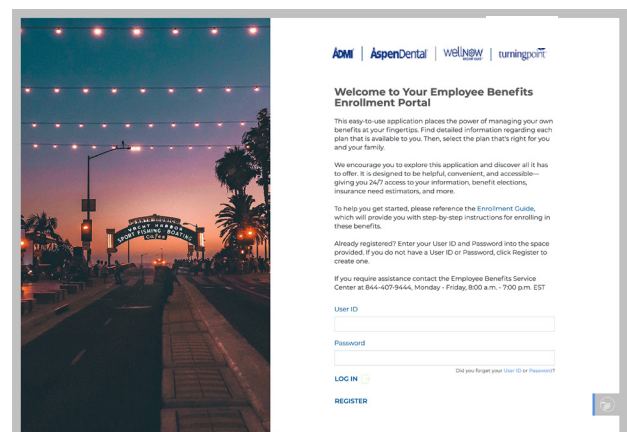 ADMI | AspenDental | WellNow | turningpoint
Welcome to Your Employee Benefits
Enrollment Portal
This easy-to-use application places the power of managing your own
benefits at your fingertips. Find detailed information regarding each
plan that is available to you. Then, select the plan that's right for you
and your family.
We encourage you to explore this application and discover all it has
to offer. It is designed to be helpful, convenient, and accessible—
giving you 24/7 access to your information, benefit elections,
insurance need estimators, and more.
To help you get started, please reference the Enrollment Guide,
which will provide you with step-by-step instructions for enrolling in
these benefits.
Already registered? Enter your User ID and Password into the space
provided. If you do not have a User ID or Password, click Register to
create one.
If you require assistance contact the Employee Benefits Service
Center at 844-407-9444, Monday - Friday, 8:00 a.m. - 7:00 p.m. EST
User ID
Password
Did you forget your User ID or Password?
LOG IN
REGISTER
YACHT HARBOR
SPORT FISHING BOATING
Cafes